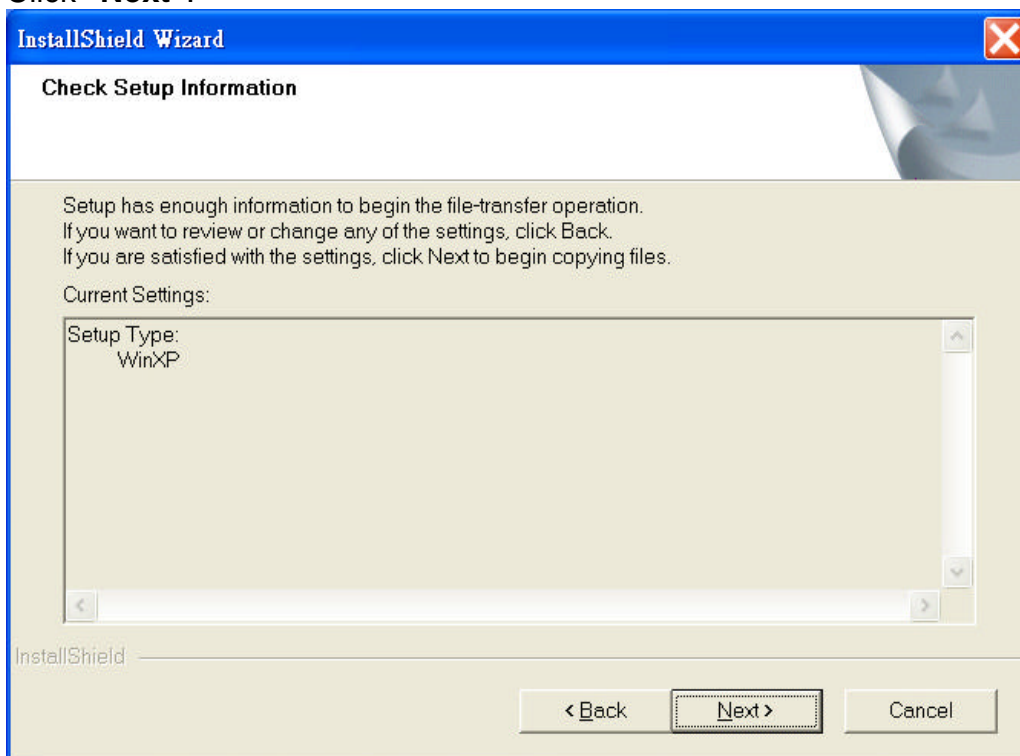 Click "Next".
InstallShield Wizard
Check Setup Information
Setup has enough information to begin the file-transfer operation.
If you want to review or change any of the settings, click Back.
If you are satisfied with the settings, click Next to begin copying files.
Current Settings:
Setup Type:
WinXP
InstallShield
< Back Next > Cancel